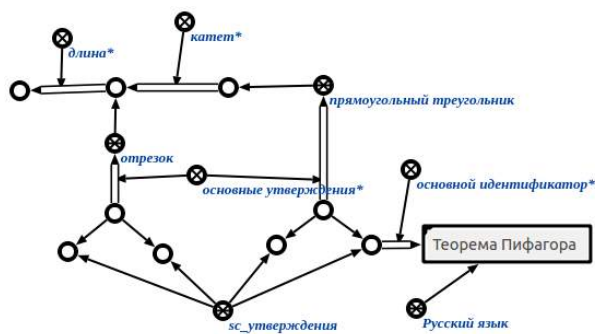 катет*
длина*
прямоугольный треугольник
отрезок
основные утверждения*
основной идентификатор*
Теорема Пифагора
sc_утверждения
Русский язык